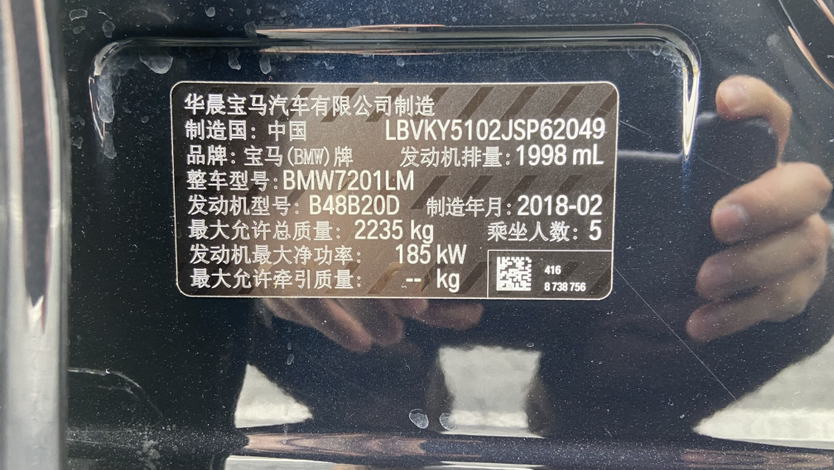 华晨宝马汽车有限公司制造
制造国：中国 LBVKY5102JSP62049
品牌：宝马(BMW)牌 发动机排量：1998 mL
整车型号：BMW7201LM
发动机型号：B48B20D 制造年月：2018-02
最大允许总质量：2235 kg 乘坐人数：5
发动机最大净功率：185 kW
最大允许牵引质量：-- kg
416
8 738 756